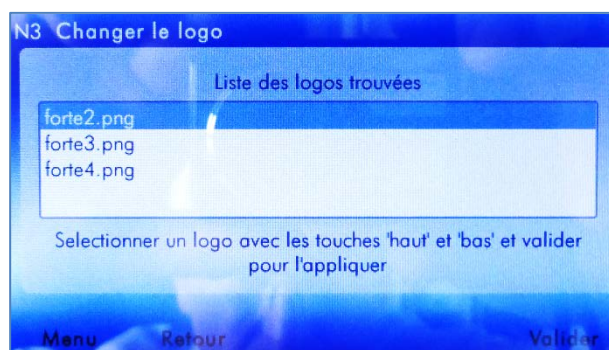 N3 Changer le logo
Liste des logos trouvées
forte2.png
forte3.png
forte4.png
Selectionner un logo avec les touches 'haut' et 'bas' et valider
pour l'appliquer
Menu Retour Valider